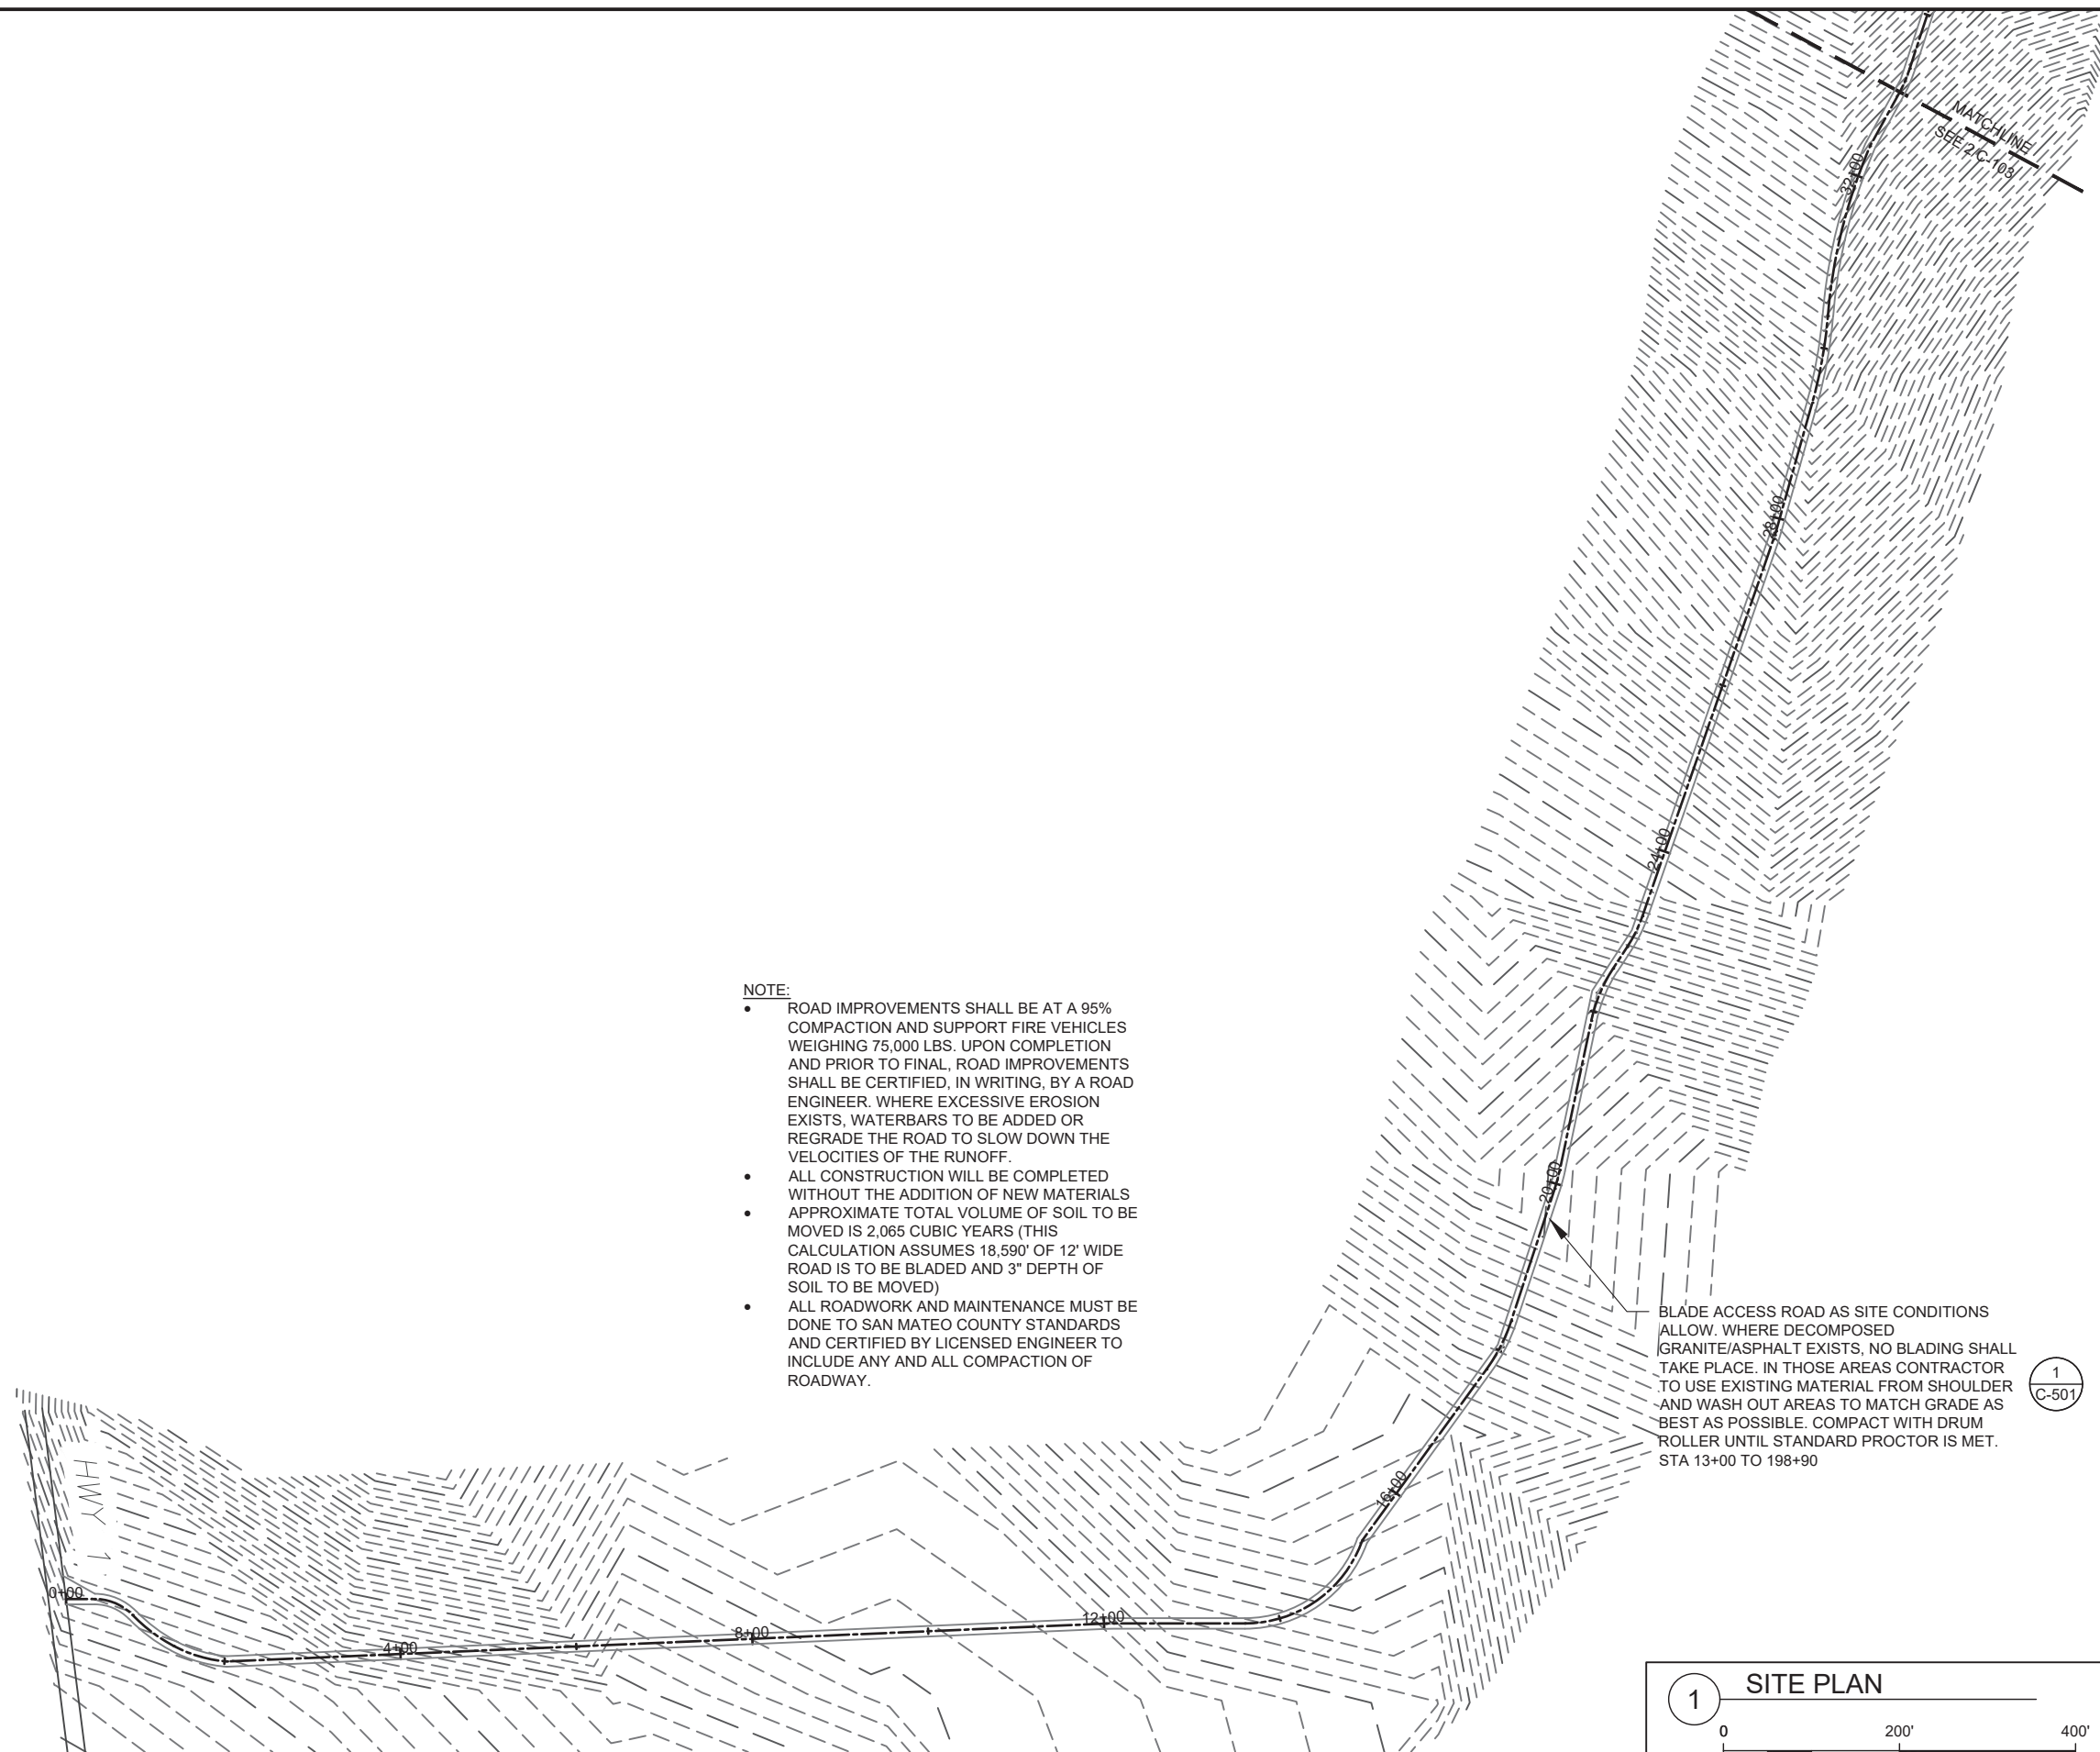 MATCHLINE
SEE 2/C-103
32+00
28+00
24+00
NOTE:
• ROAD IMPROVEMENTS SHALL BE AT A 95%
COMPACTION AND SUPPORT FIRE VEHICLES
WEIGHING 75,000 LBS. UPON COMPLETION
AND PRIOR TO FINAL, ROAD IMPROVEMENTS
SHALL BE CERTIFIED, IN WRITING, BY A ROAD
ENGINEER. WHERE EXCESSIVE EROSION
EXISTS, WATERBARS TO BE ADDED OR
REGRADE THE ROAD TO SLOW DOWN THE
VELOCITIES OF THE RUNOFF.
• ALL CONSTRUCTION WILL BE COMPLETED
WITHOUT THE ADDITION OF NEW MATERIALS
• APPROXIMATE TOTAL VOLUME OF SOIL TO BE
MOVED IS 2,065 CUBIC YEARS (THIS
CALCULATION ASSUMES 18,590' OF 12' WIDE
ROAD IS TO BE BLADED AND 3" DEPTH OF
SOIL TO BE MOVED)
• ALL ROADWORK AND MAINTENANCE MUST BE
DONE TO SAN MATEO COUNTY STANDARDS
AND CERTIFIED BY LICENSED ENGINEER TO
INCLUDE ANY AND ALL COMPACTION OF
ROADWAY.
20+00
BLADE ACCESS ROAD AS SITE CONDITIONS
ALLOW. WHERE DECOMPOSED
GRANITE/ASPHALT EXISTS, NO BLADING SHALL
TAKE PLACE. IN THOSE AREAS CONTRACTOR
TO USE EXISTING MATERIAL FROM SHOULDER
AND WASH OUT AREAS TO MATCH GRADE AS
BEST AS POSSIBLE. COMPACT WITH DRUM
ROLLER UNTIL STANDARD PROCTOR IS MET.
STA 13+00 TO 198+90
1
C-501
16+00
HWY 1
0+00
4+00
8+00
12+00
1 SITE PLAN
0 200' 400'